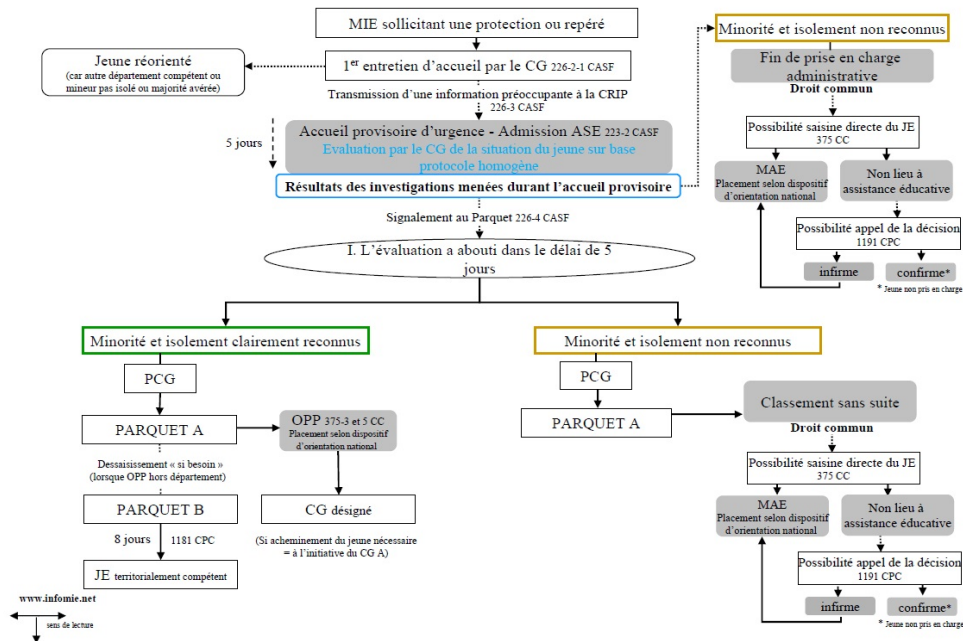 MIE sollicitant une protection ou repéré
1er entretien d'accueil par le CG 226-2-1 CASF
Jeune réorienté
(car autre département compétent ou
mineur pas isolé ou majorité avérée)
Transmission d'une information préoccupante à la CRIP
226-3 CASF
5 jours
Accueil provisoire d'urgence - Admission ASE 223-2 CASF
Evaluation par le CG de la situation du jeune sur base
protocole homogène
Résultats des investigations menées durant l'accueil provisoire
Signalement au Parquet 226-4 CASF
I. L'évaluation a abouti dans le délai de 5
jours
Minorité et isolement non reconnus
Fin de prise en charge
administrative
Droit commun
Possibilité saisine directe du JE
375 CC
MAE
Placement selon dispositif
d'orientation national
Non lieu à
assistance éducative
Possibilité appel de la décision
1191 CPC
infirme
confirme*
* Jeune non pris en charge
Minorité et isolement clairement reconnus
PCG
PARQUET A
OPP 375-3 et 5 CC
Placement selon dispositif
d'orientation national
Dessaisissement « si besoin »
(lorsque OPP hors département)
PARQUET B
CG désigné
8 jours 1181 CPC
(Si acheminement du jeune nécessaire
= à l'initiative du CG A)
JE territorialement compétent
Minorité et isolement non reconnus
PCG
PARQUET A
Classement sans suite
Droit commun
Possibilité saisine directe du JE
375 CC
MAE
Placement selon dispositif
d'orientation national
Non lieu à
assistance éducative
Possibilité appel de la décision
1191 CPC
infirme
confirme*
* Jeune non pris en charge
www.infomie.net
sens de lecture